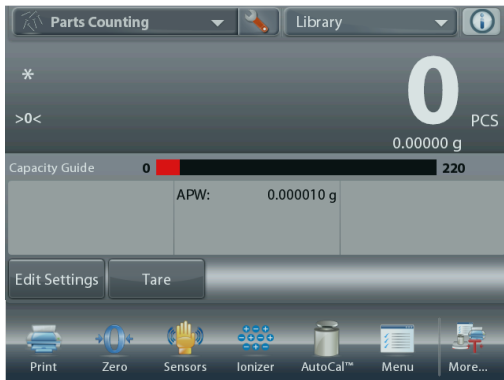 Parts Counting
Library
*
0
>0<
PCS
0.00000 g
Capacity Guide 0 220
APW: 0.000010 g
Edit Settings Tare
0
Print Zero Sensors Ionizer AutoCal™ Menu More...